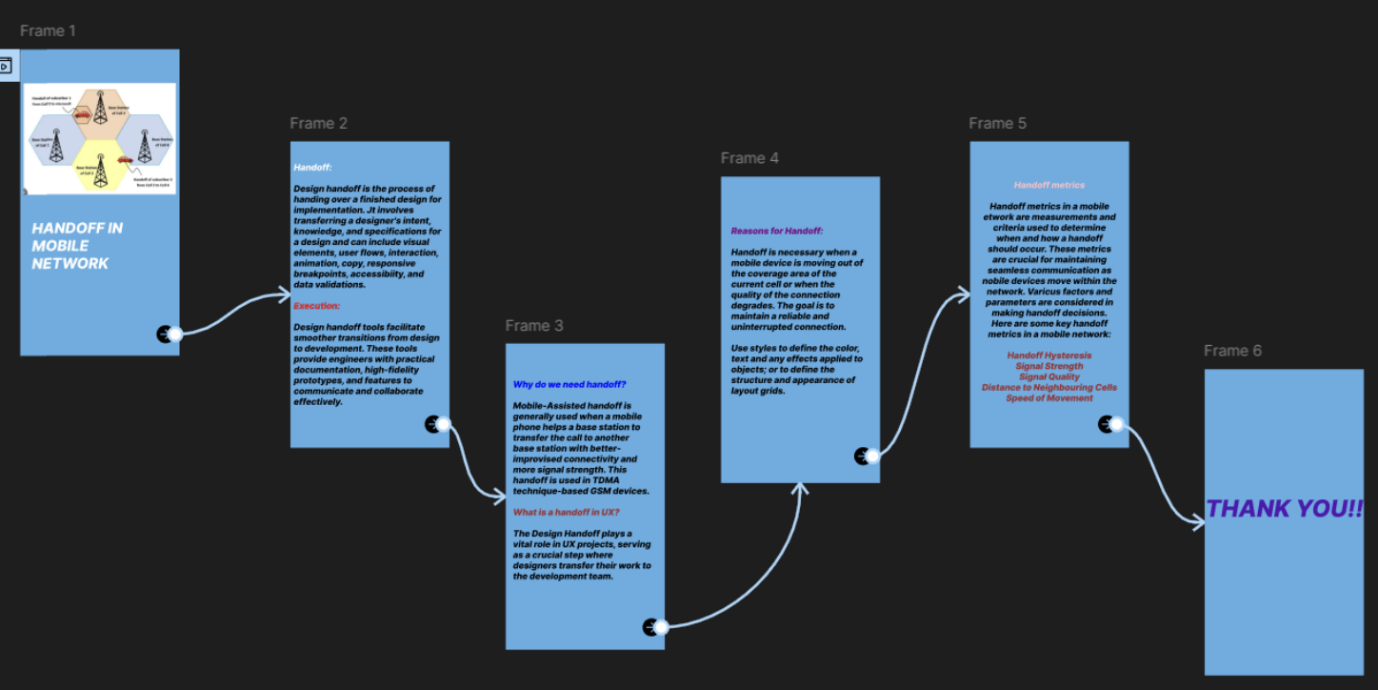 Frame 1
HANDOFF IN
MOBILE
NETWORK
Frame 2
Handoff:
Design handoff is the process of
handing over a finished design for
implementation. Jt involves
transferring a designer's intent,
knowledge, and specifications for
a design and can include visual
elements, user flows, interaction,
animation, copy, responsive
breakpoints, accessibiity, and
data validations.
Execution:
Design handoff tools facilitate
smoother transitions from design
to development. These tools
provide engineers with practical
documentation, high-fidelity
prototypes, and features to
communicate and collaborate
effectively.
Frame 3
Why do we need handoff?
Mobile-Assisted handoff is
generally used when a mobile
phone helps a base station to
transfer the call to another
base station with better-
improvised connectivity and
more signal strength. This
handoff is used in TDMA
technique-based GSM devices.
What is a handoff in UX?
The Design Handoff plays a
vital role in UX projects, serving
as a crucial step where
designers transfer their work to
the development team.
Frame 4
Reasons for Handoff:
Handoff is necessary when a
mobile device is moving out of
the coverage area of the
current cell or when the
quality of the connection
degrades. The goal is to
maintain a reliable and
uninterrupted connection.
Use styles to define the color,
text and any effects applied to
objects; or to define the
structure and appearance of
layout grids.
Frame 5
Handoff metrics
Handoff metrics in a mobile
etwork are measurements and
criteria used to determine
when and how a handoff
should occur. These metrics
are crucial for maintaining
seamless communication as
nobile devices move within the
network. Various factors and
parameters are considered in
making handoff decisions.
Here are some key handoff
metrics in a mobile network:
Handoff Hysterosis
Signal Strength
Signal Quality
Distance to Neighbouring Cells
Speed of Movement
Frame 6
THANK YOU!!